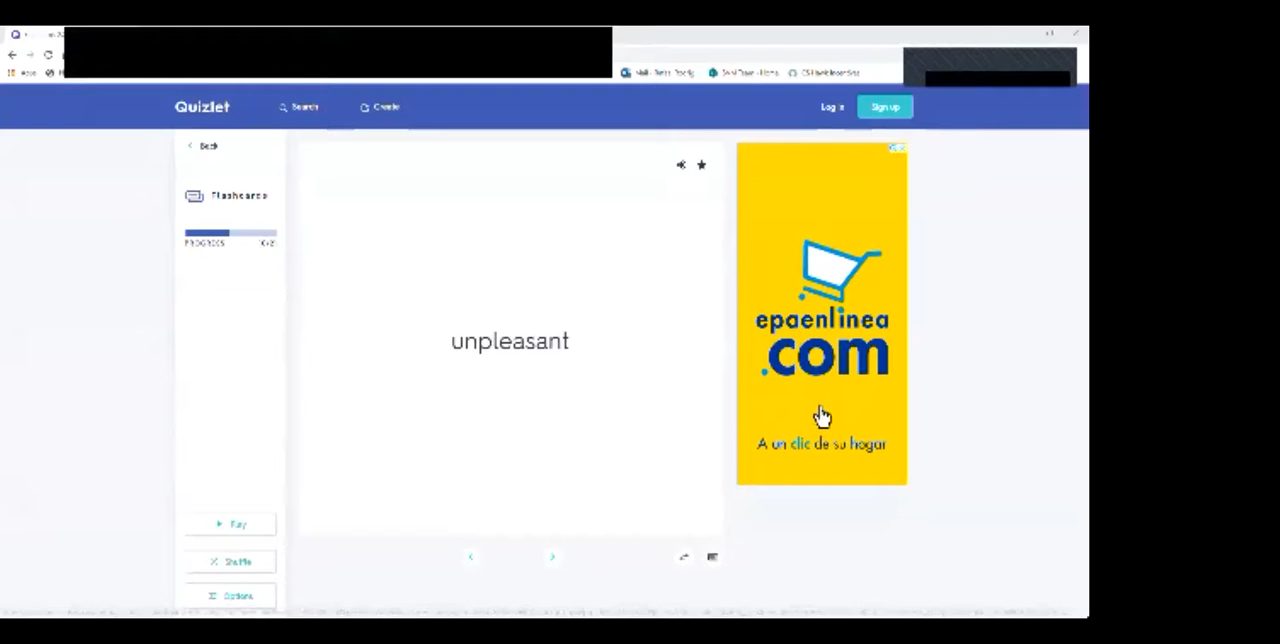 Quizlet
Search
Create
Log in
Sign up
Back
Flashcards
PROGRESS
unpleasant
epaenlinea
.com
A un clic de su hogar
Play
Shuffle
Options